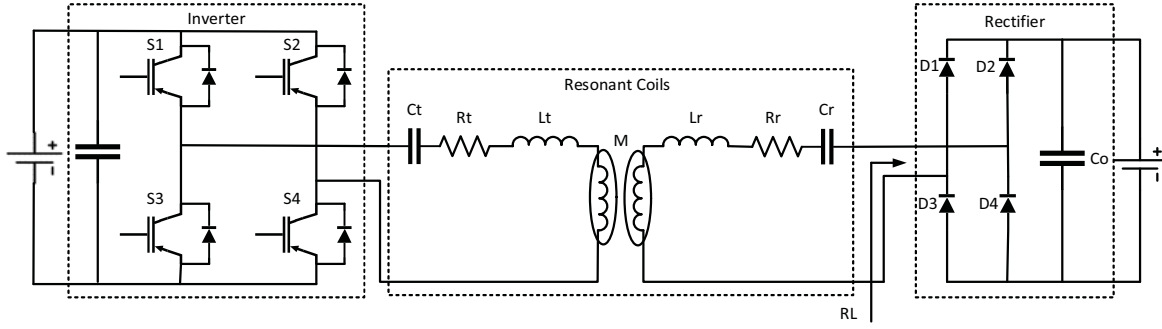 Inverter
Rectifier
S1
S2
D1
D2
Resonant Coils
Ct
Rt
Lt
M
Lr
Rr
Cr
+
-
Co
+
-
S3
S4
D3
D4
RL